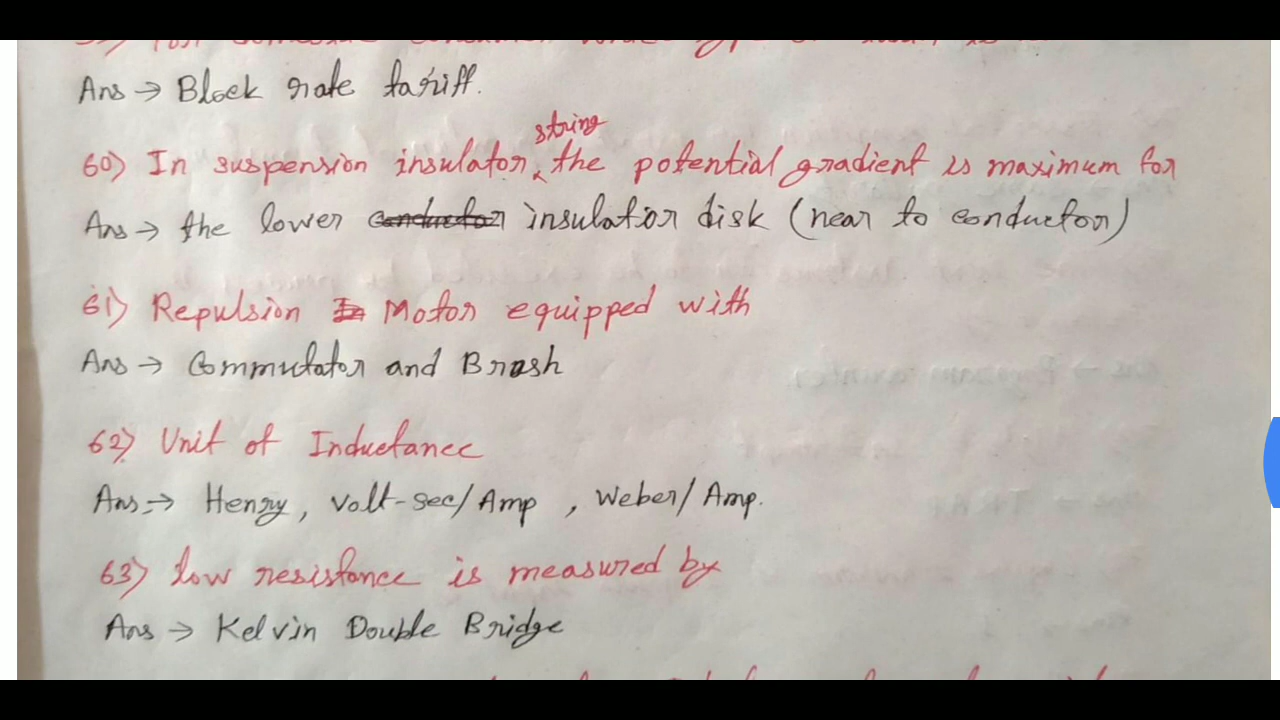 Ans → Block rate tariff.
60) In suspension insulator string the potential gradient is maximum for
Ans → the lower conductor insulator disk (near to conductor)
61) Repulsion Motor equipped with
Ans → Commutator and Brush
62) Unit of Inductance
Ans → Henry, Volt-sec/Amp, Weber/Amp.
63) low resistance is measured by
Ans → Kelvin Double Bridge